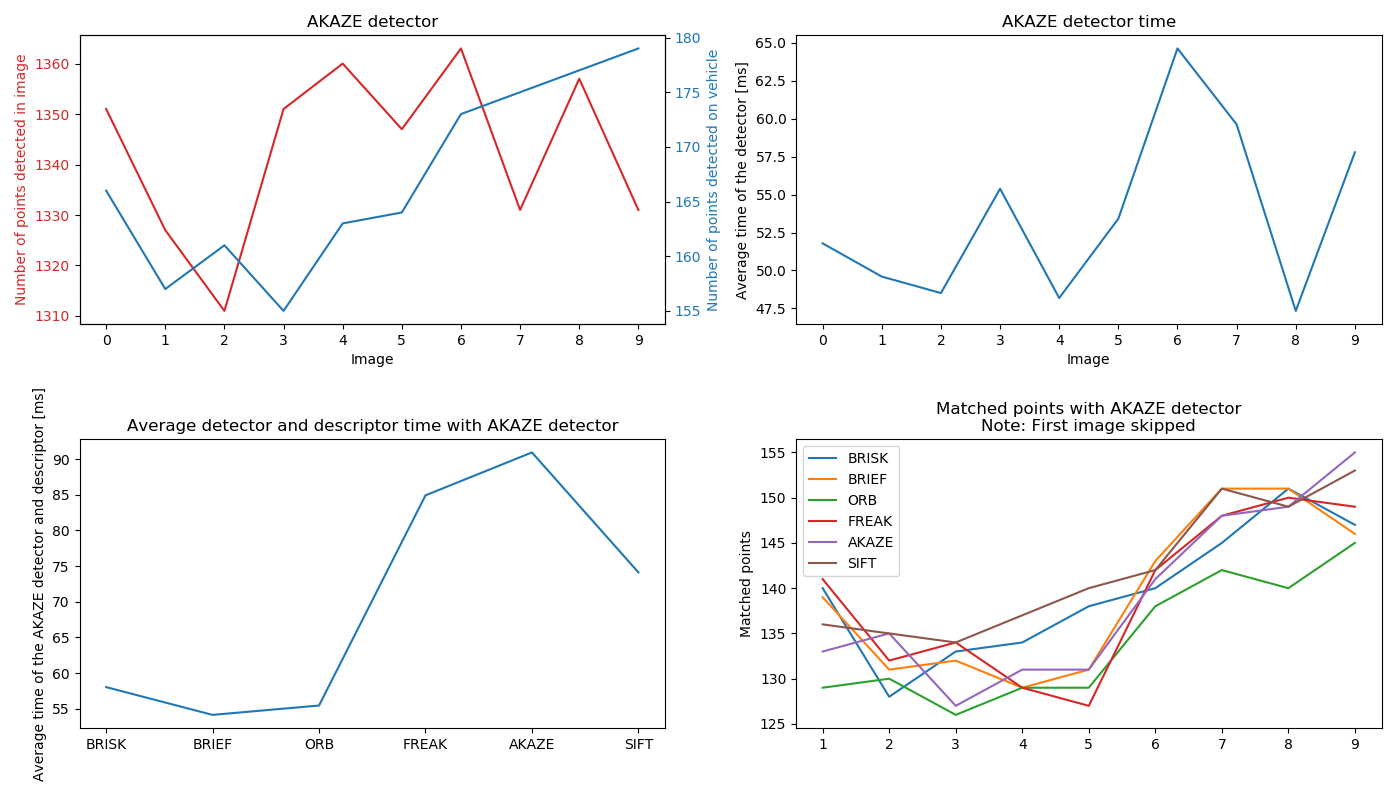 AKAZE detector
Number of points detected in image
1360
1350
1340
1330
1320
1310
180
175
170
165
160
155
Number of points detected on vehicle
0 1 2 3 4 5 6 7 8 9
Image
AKAZE detector time
Average time of the detector [ms]
65.0
62.5
60.0
57.5
55.0
52.5
50.0
47.5
0 1 2 3 4 5 6 7 8 9
Image
Average detector and descriptor time with AKAZE detector
Average time of the AKAZE detector and descriptor [ms]
90
85
80
75
70
65
60
55
BRISK BRIEF ORB FREAK AKAZE SIFT
Matched points with AKAZE detector
Note: First image skipped
Matched points
155
150
145
140
135
130
125
BRISK
BRIEF
ORB
FREAK
AKAZE
SIFT
1 2 3 4 5 6 7 8 9